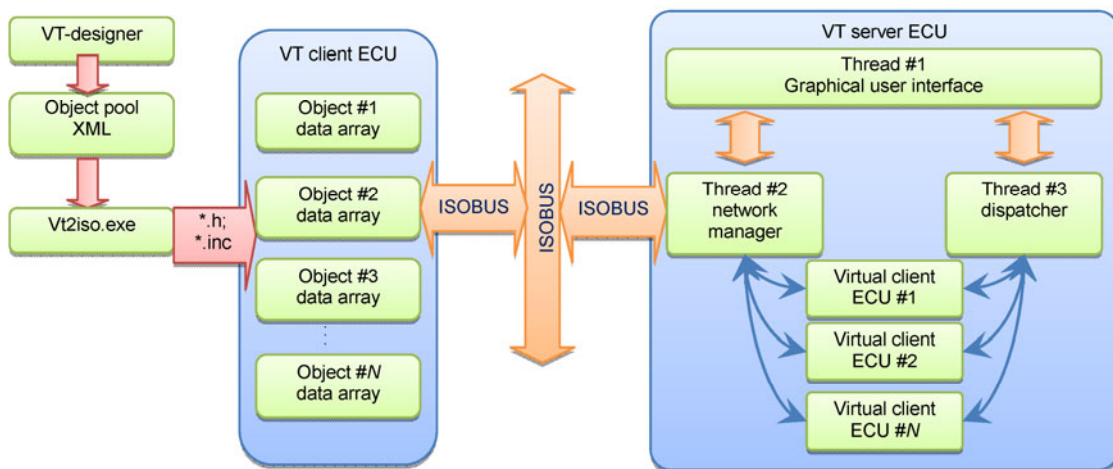 VT-designer
Object pool
XML
Vt2iso.exe
*.h;
*.inc
VT client ECU
Object #1
data array
Object #2
data array
Object #3
data array
Object #N
data array
ISOBUS
ISOBUS
ISOBUS
VT server ECU
Thread #1
Graphical user interface
Thread #2
network
manager
Thread #3
dispatcher
Virtual client
ECU #1
Virtual client
ECU #2
Virtual client
ECU #N